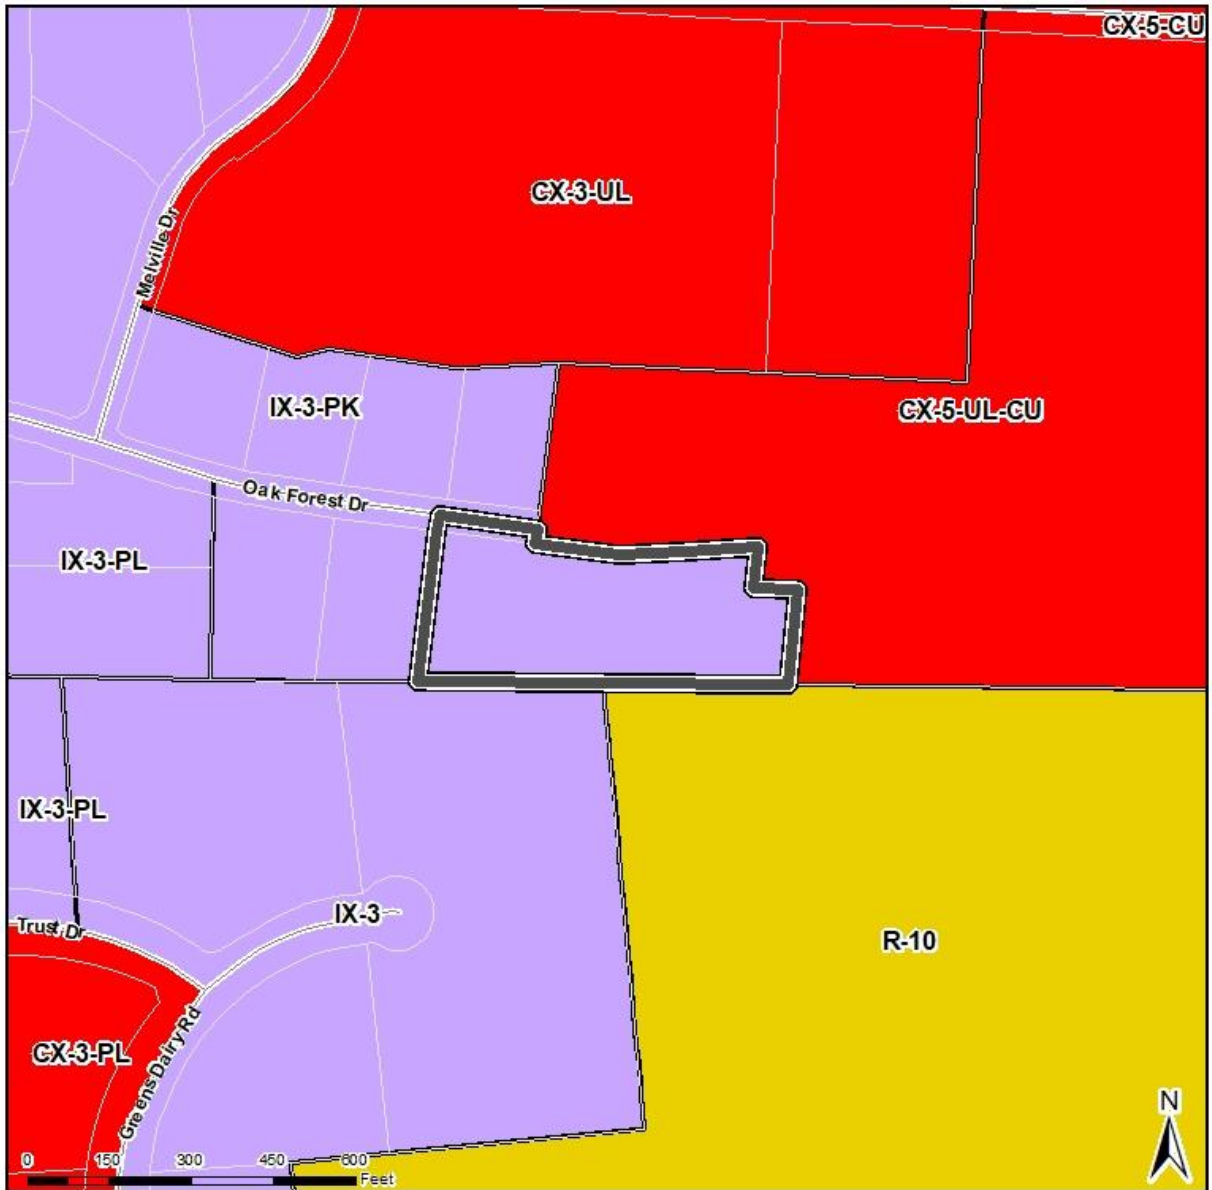 CX-5-CU
CX-3-UL
Melville Dr
IX-3-PK
CX-5-UL-CU
Oak Forest Dr
IX-3-PL
IX-3-PL
IX-3
Trust Dr
R-10
CX-3-PL
Greens Dairy Rd
N
0 150 300 450 600
Feet